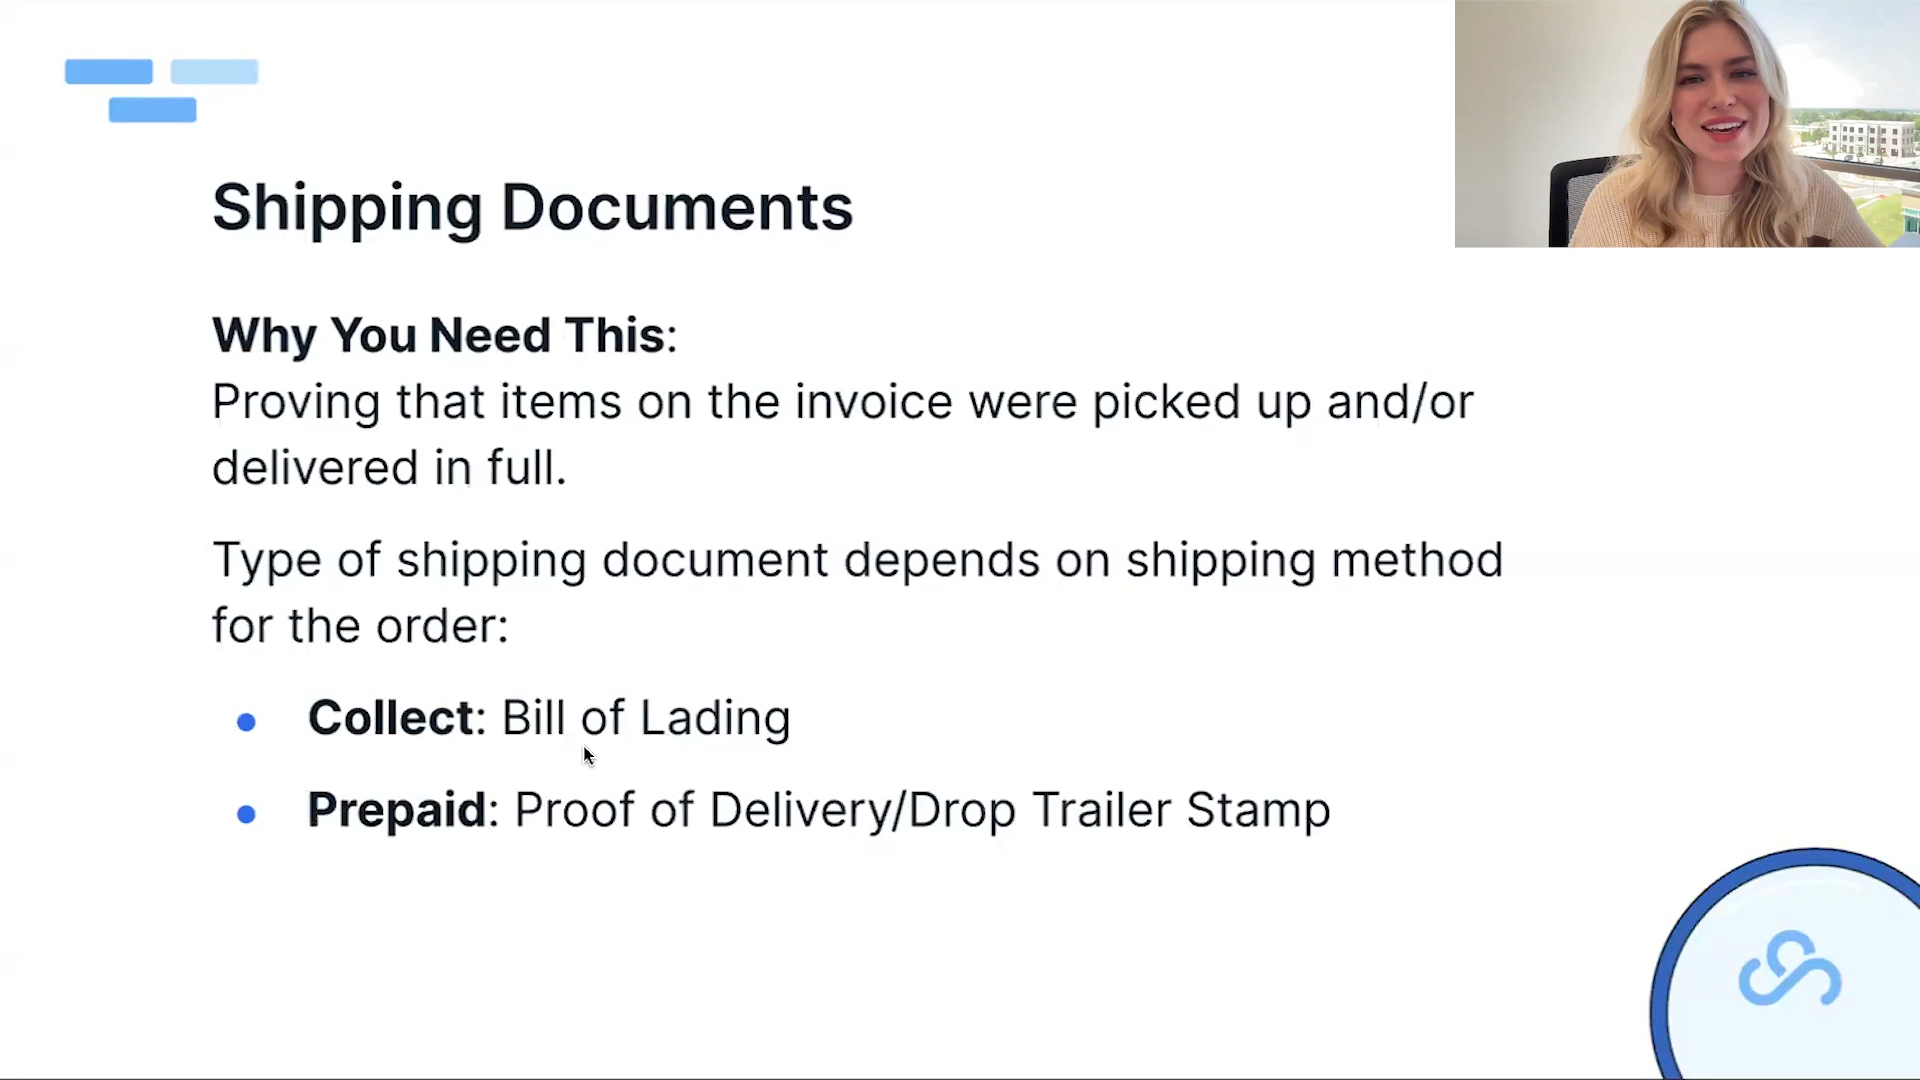 Shipping Documents
Why You Need This:
Proving that items on the invoice were picked up and/or
delivered in full.
Type of shipping document depends on shipping method
for the order:
Collect: Bill of Lading
Prepaid: Proof of Delivery/Drop Trailer Stamp